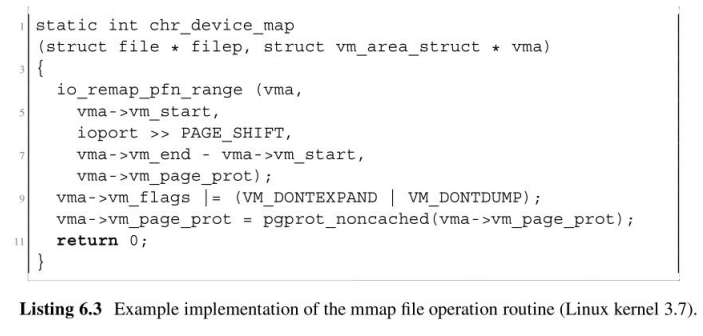 1 static int chr_device_map
(struct file * filep, struct vm_area_struct * vma)
3 {
io_remap_pfn_range (vma,
5 vma->vm_start,
ioport >> PAGE_SHIFT,
7 vma->vm_end - vma->vm_start,
vma->vm_page_prot);
9 vma->vm_flags |= (VM_DONTEXPAND | VM_DONTDUMP);
vma->vm_page_prot = pgprot_noncached(vma->vm_page_prot);
11 return 0;
}
Listing 6.3 Example implementation of the mmap file operation routine (Linux kernel 3.7).